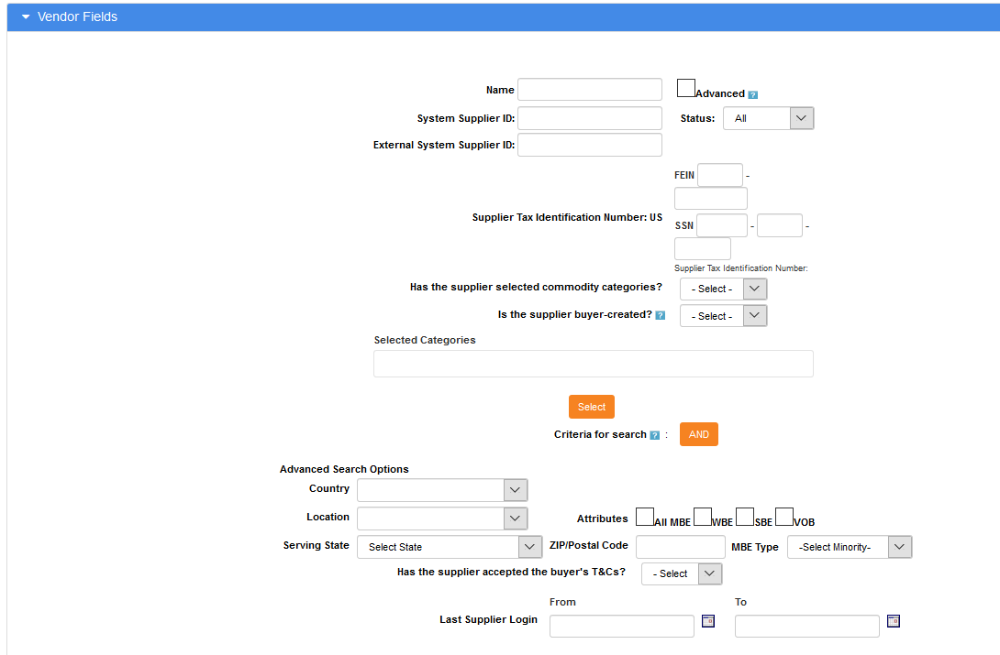 Vendor Fields
Name Advanced ?
System Supplier ID: Status: All
External System Supplier ID:
FEIN -
Supplier Tax Identification Number: US
SSN - -
Supplier Tax Identification Number:
Has the supplier selected commodity categories? - Select -
Is the supplier buyer-created? ? - Select -
Selected Categories
Select
Criteria for search ? : AND
Advanced Search Options
Country
Location Attributes All MBE WBE SBE VOB
Serving State Select State ZIP/Postal Code MBE Type -Select Minority-
Has the supplier accepted the buyer's T&Cs? - Select
From To
Last Supplier Login